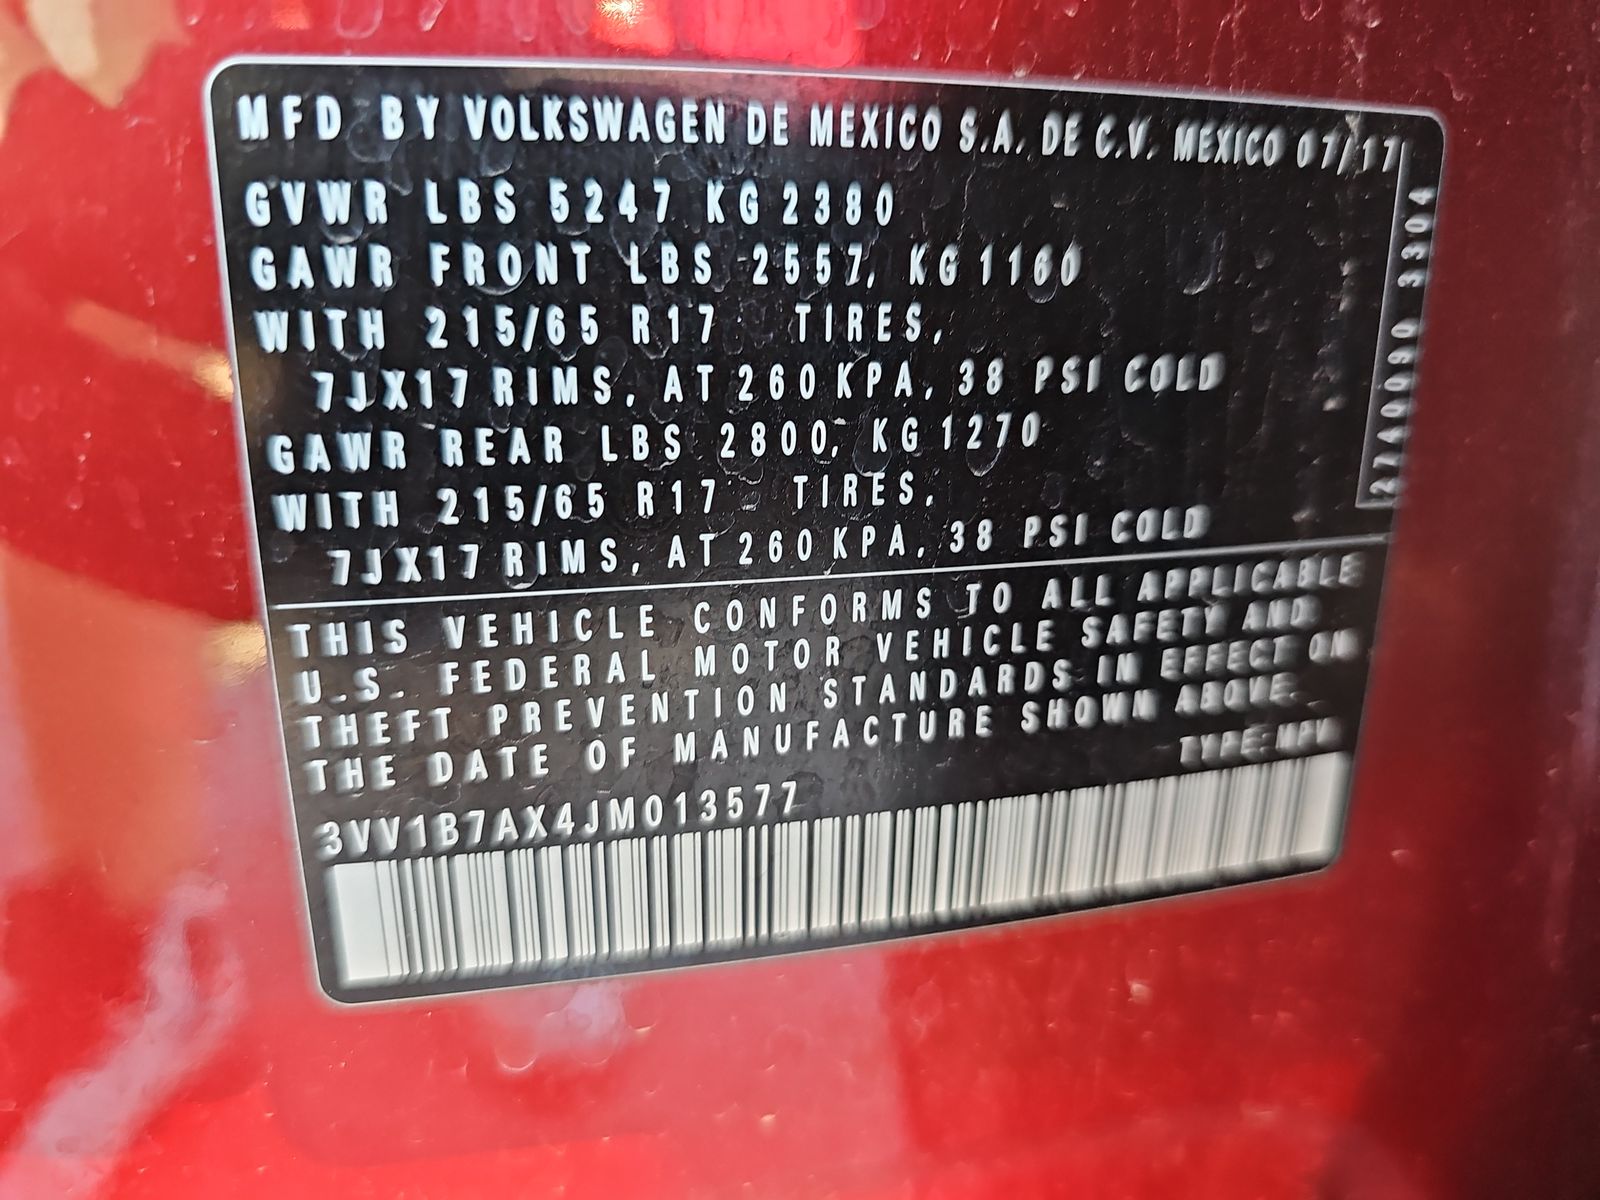 MFD BY VOLKSWAGEN DE MEXICO S.A. DE C.V. MEXICO 07/17
GVWR LBS 5247 KG 2380
GAWR FRONT LBS 2557, KG 1160
WITH 215/65 R17 TIRES,
7JX17 RIMS, AT 260 KPA, 38 PSI COLD
GAWR REAR LBS 2800, KG 1270
WITH 215/65 R17 TIRES,
7JX17 RIMS, AT 260 KPA, 38 PSI COLD
2740090 3304
THIS VEHICLE CONFORMS TO ALL APPLICABLE
U.S. FEDERAL MOTOR VEHICLE SAFETY AND
THEFT PREVENTION STANDARDS IN EFFECT ON
THE DATE OF MANUFACTURE SHOWN ABOVE.
TYPE: MPV
3VV1B7AX4JM013577